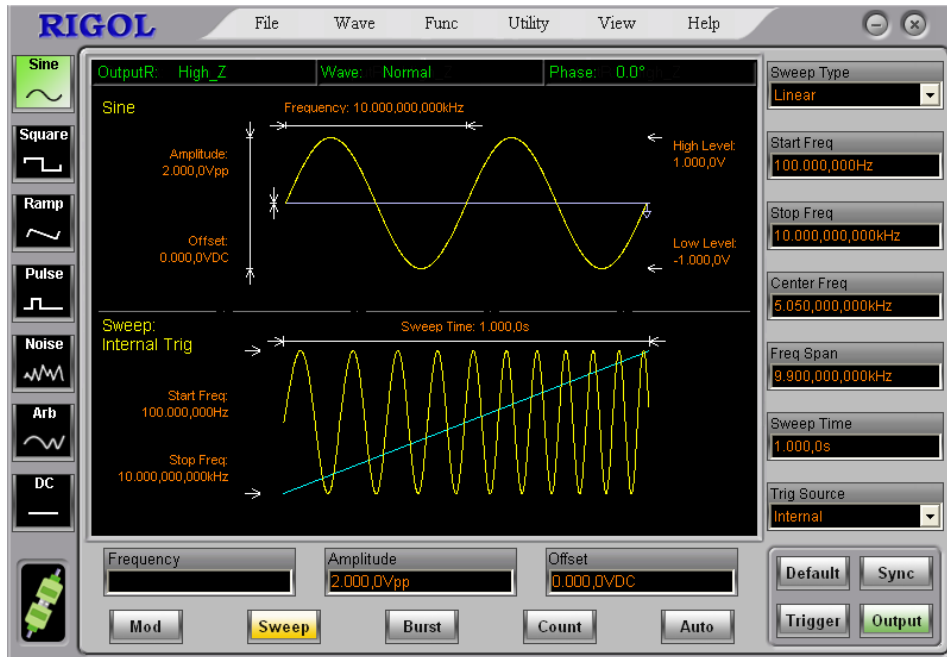 RIGOL
File Wave Func Utility View Help
Sine
Square
Ramp
Pulse
Noise
Arb
DC
OutputR: High_Z Wave: Normal Phase: 0.0°
Sine
Frequency: 10.000,000,000kHz
Amplitude:
2.000,0Vpp
High Level:
1.000,0V
Offset:
0.000,0VDC
Low Level:
-1.000,0V
Sweep:
Internal Trig
Sweep Time: 1.000,0s
Start Freq:
100.000,000Hz
Stop Freq:
10.000,000,000kHz
Sweep Type
Linear
Start Freq
100.000,000Hz
Stop Freq
10.000,000,000kHz
Center Freq
5.050,000,000kHz
Freq Span
9.900,000,000kHz
Sweep Time
1.000,0s
Trig Source
Internal
Frequency
Amplitude
2.000,0Vpp
Offset
0.000,0VDC
Mod Sweep Burst Count Auto
Default Sync
Trigger Output